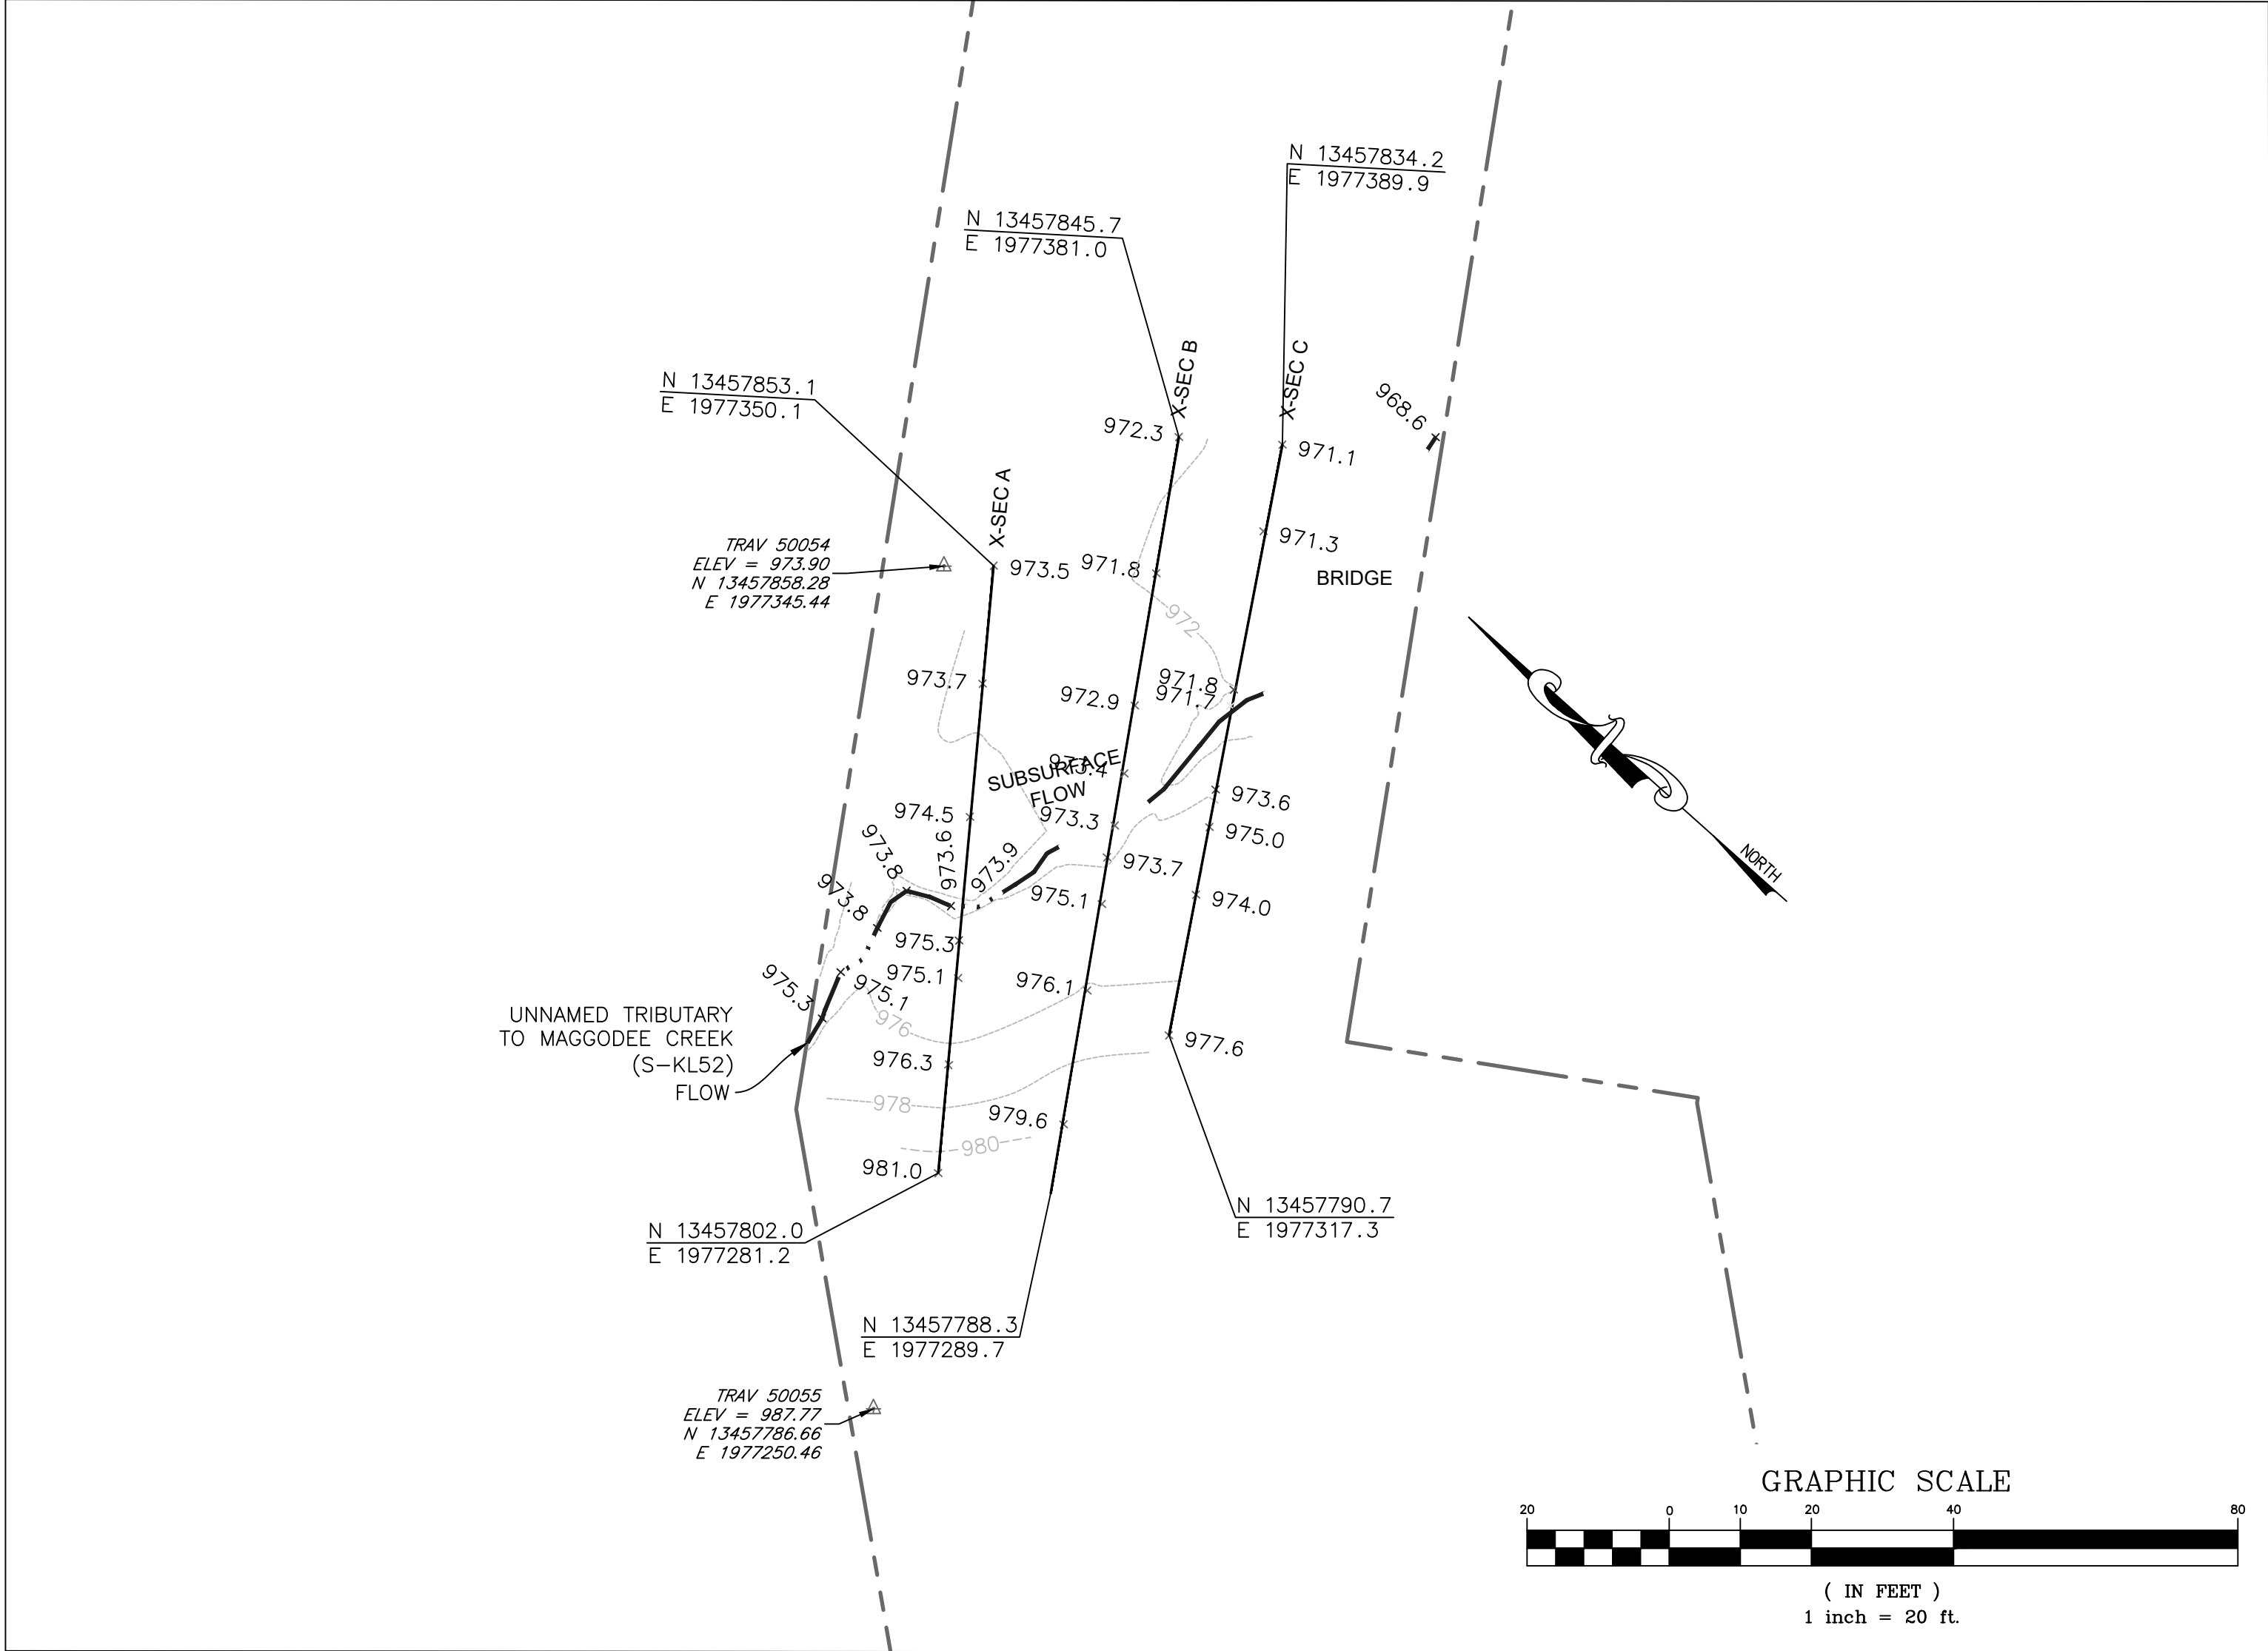 N 13457834.2
E 1977389.9
N 13457845.7
E 1977381.0
N 13457853.1
E 1977350.1
X-SEC B
X-SEC C
968.6
972.3
971.1
X-SEC A
971.3
BRIDGE
TRAV 50054
ELEV = 973.90
N 13457858.28
E 1977345.44
973.5
971.8
972
973.7
972.9
971.8
971.7
SUBSURFACE
FLOW
973.4
973.6
974.5
973.3
975.0
973.8
973.6
973.9
973.7
973.8
975.1
974.0
975.3
975.1
975.3
975.1
976.1
976
977.6
UNNAMED TRIBUTARY
TO MAGGODEE CREEK
(S-KL52)
FLOW
976.3
978
979.6
980
981.0
NORTH
N 13457790.7
E 1977317.3
N 13457802.0
E 1977281.2
N 13457788.3
E 1977289.7
TRAV 50055
ELEV = 987.77
N 13457786.66
E 1977250.46
GRAPHIC SCALE
20 0 10 20 40 80
( IN FEET )
1 inch = 20 ft.